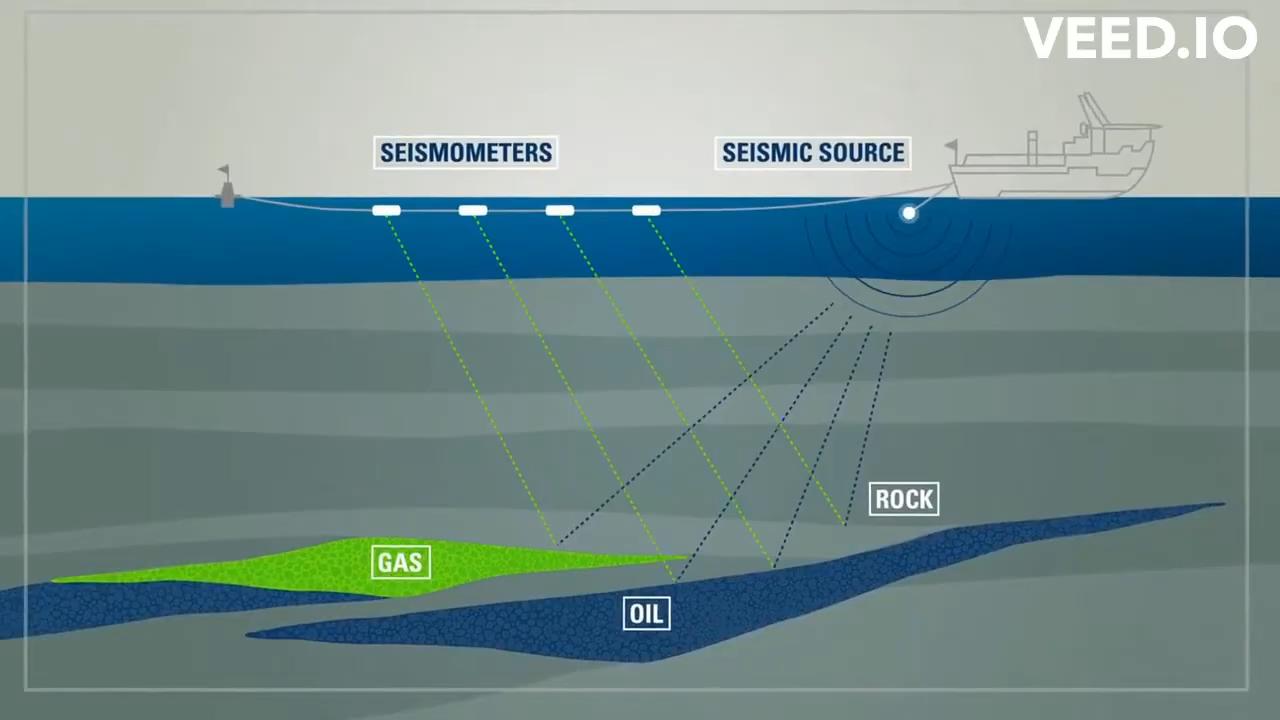 VEED.IO
SEISMOMETERS
SEISMIC SOURCE
ROCK
GAS
OIL